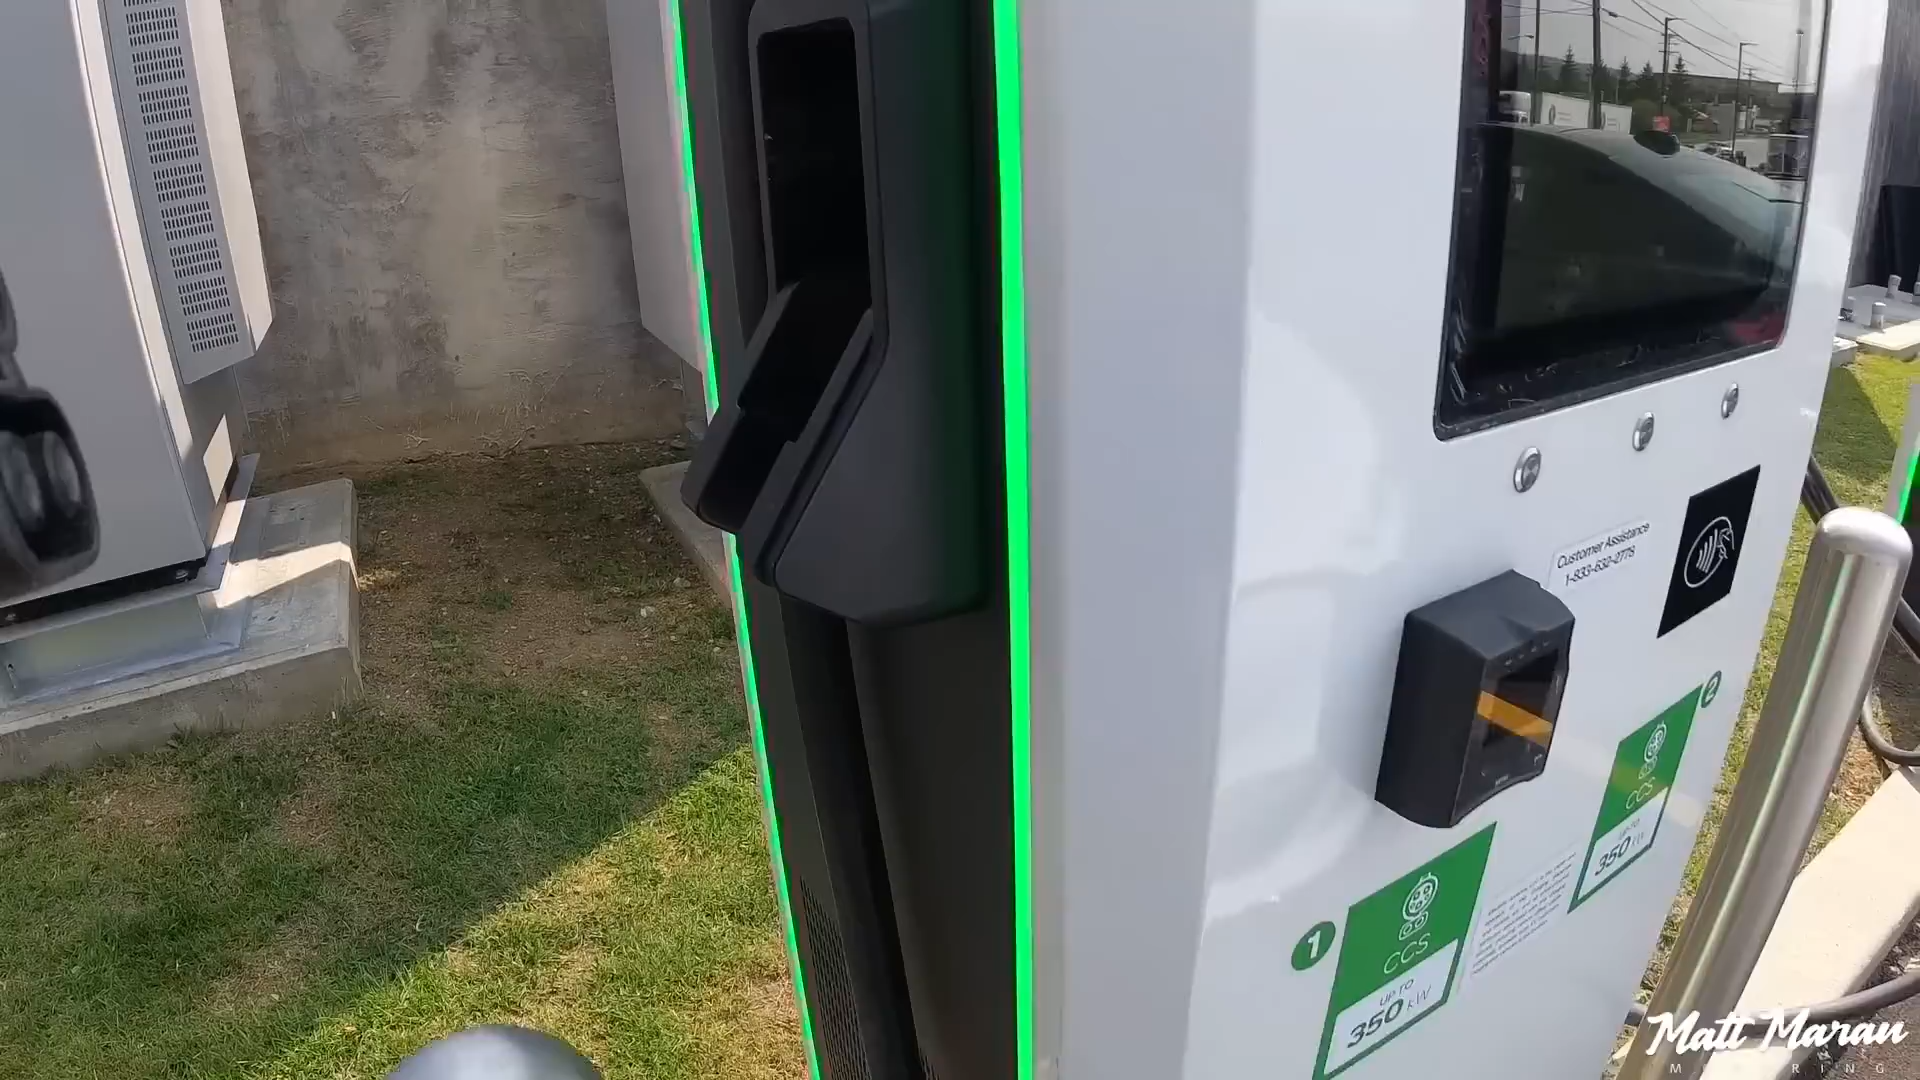 Customer Assistance
1-833-632-2778
2
CCS
UP TO
350 kW
1
CCS
UP TO
350 kW
Matt Maran
MOTORING